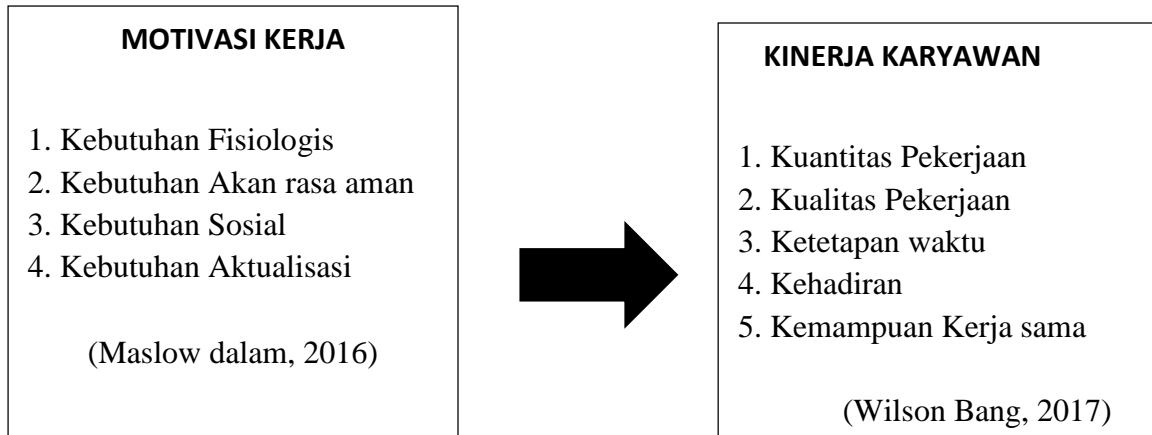 MOTIVASI KERJA
1. Kebutuhan Fisiologis
2. Kebutuhan Akan rasa aman
3. Kebutuhan Sosial
4. Kebutuhan Aktualisasi
(Maslow dalam, 2016)
KINERJA KARYAWAN
1. Kuantitas Pekerjaan
2. Kualitas Pekerjaan
3. Ketetapan waktu
4. Kehadiran
5. Kemampuan Kerja sama
(Wilson Bang, 2017)